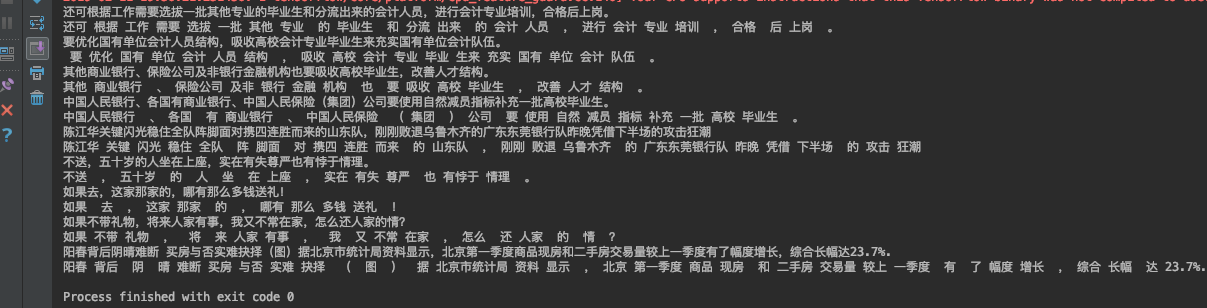 还可根据工作需要选拔一批其他专业的毕业生和分流出来的会计人员，进行会计专业培训，合格后上岗。
还可 根据 工作 需要 选拔 一批 其他 专业 的 毕业生 和 分流 出来 的 会计 人员 ， 进行 会计 专业 培训 ， 合格 后 上岗 。
要优化国有单位会计人员结构，吸收高校会计专业毕业生来充实国有单位会计队伍。
要 优化 国有 单位 会计 人员 结构 ， 吸收 高校 会计 专业 毕业 生来 充实 国有 单位 会计 队伍 。
其他商业银行、保险公司及非银行金融机构也要吸收高校毕业生，改善人才结构。
其他 商业银行 、 保险公司 及非 银行 金融 机构 也 要 吸收 高校 毕业生 ， 改善 人才 结构 。
中国人民银行、各国有商业银行、中国人民保险（集团）公司要使用自然减员指标补充一批高校毕业生。
中国人民银行 、 各国 有 商业银行 、 中国人民保险 （ 集团 ） 公司 要 使用 自然 减员 指标 补充 一批 高校 毕业生 。
陈江华关键闪光稳住全队阵脚面对携四连胜而来的山东队，刚刚败退乌鲁木齐的广东东莞银行队昨晚凭借下半场的攻击狂潮
陈江华 关键 闪光 稳住 全队 阵 脚面 对 携四 连胜 而来 的 山东队 ， 刚刚 败退 乌鲁木齐 的 广东东莞银行队 昨晚 凭借 下半场 的 攻击 狂潮
不送，五十岁的人坐在上座，实在有失尊严也有悖于情理。
不送 ， 五十岁 的 人 坐 在 上座 ， 实在 有失 尊严 也 有悖于 情理 。
如果去，这家那家的，哪有那么多钱送礼！
如果 去 ， 这家 那家 的 ， 哪有 那么 多钱 送礼 ！
如果不带礼物，将来人家有事，我又不常在家，怎么还人家的情？
如果 不带 礼物 ， 将 来 人家 有事 ， 我 又 不常 在家 ， 怎么 还 人家 的 情 ？
阳春背后阴晴难断 买房与否实难抉择（图）据北京市统计局资料显示，北京第一季度商品现房和二手房交易量较上一季度有了幅度增长，综合长幅达23.7%.
阳春 背后 阴 晴 难断 买房 与否 实难 抉择 （ 图 ） 据 北京市统计局 资料 显示 ， 北京 第一季度 商品 现房 和 二手房 交易量 较上 一季度 有 了 幅度 增长 ， 综合 长幅 达 23.7%.
Process finished with exit code 0